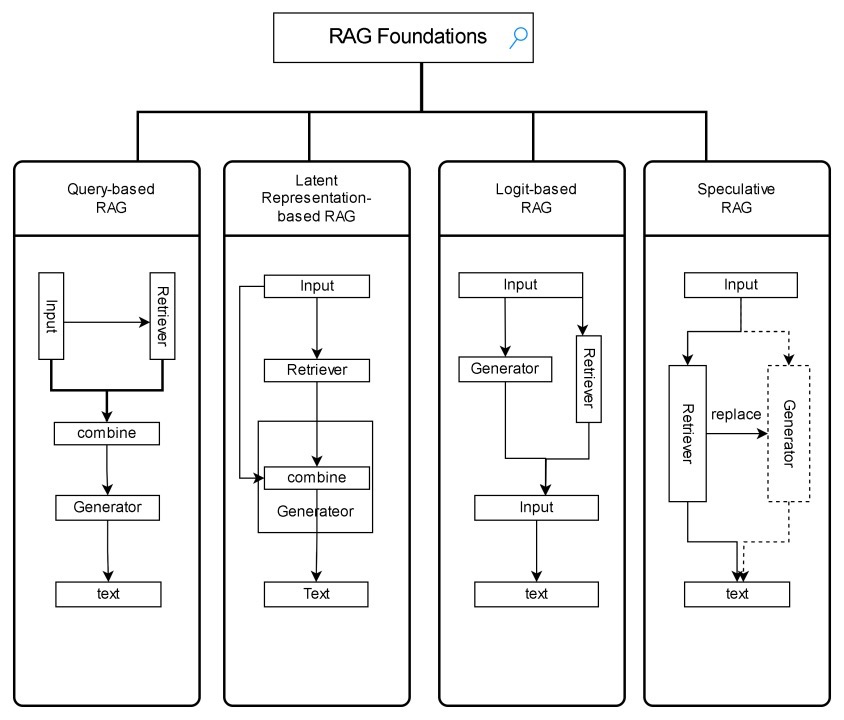 RAG Foundations
Query-based
RAG
Input
Retriever
combine
Generator
text
Latent
Representation-
based RAG
Input
Retriever
combine
Generateor
Text
Logit-based
RAG
Input
Generator
Retriever
Input
text
Speculative
RAG
Input
Retriever
replace
Generator
text